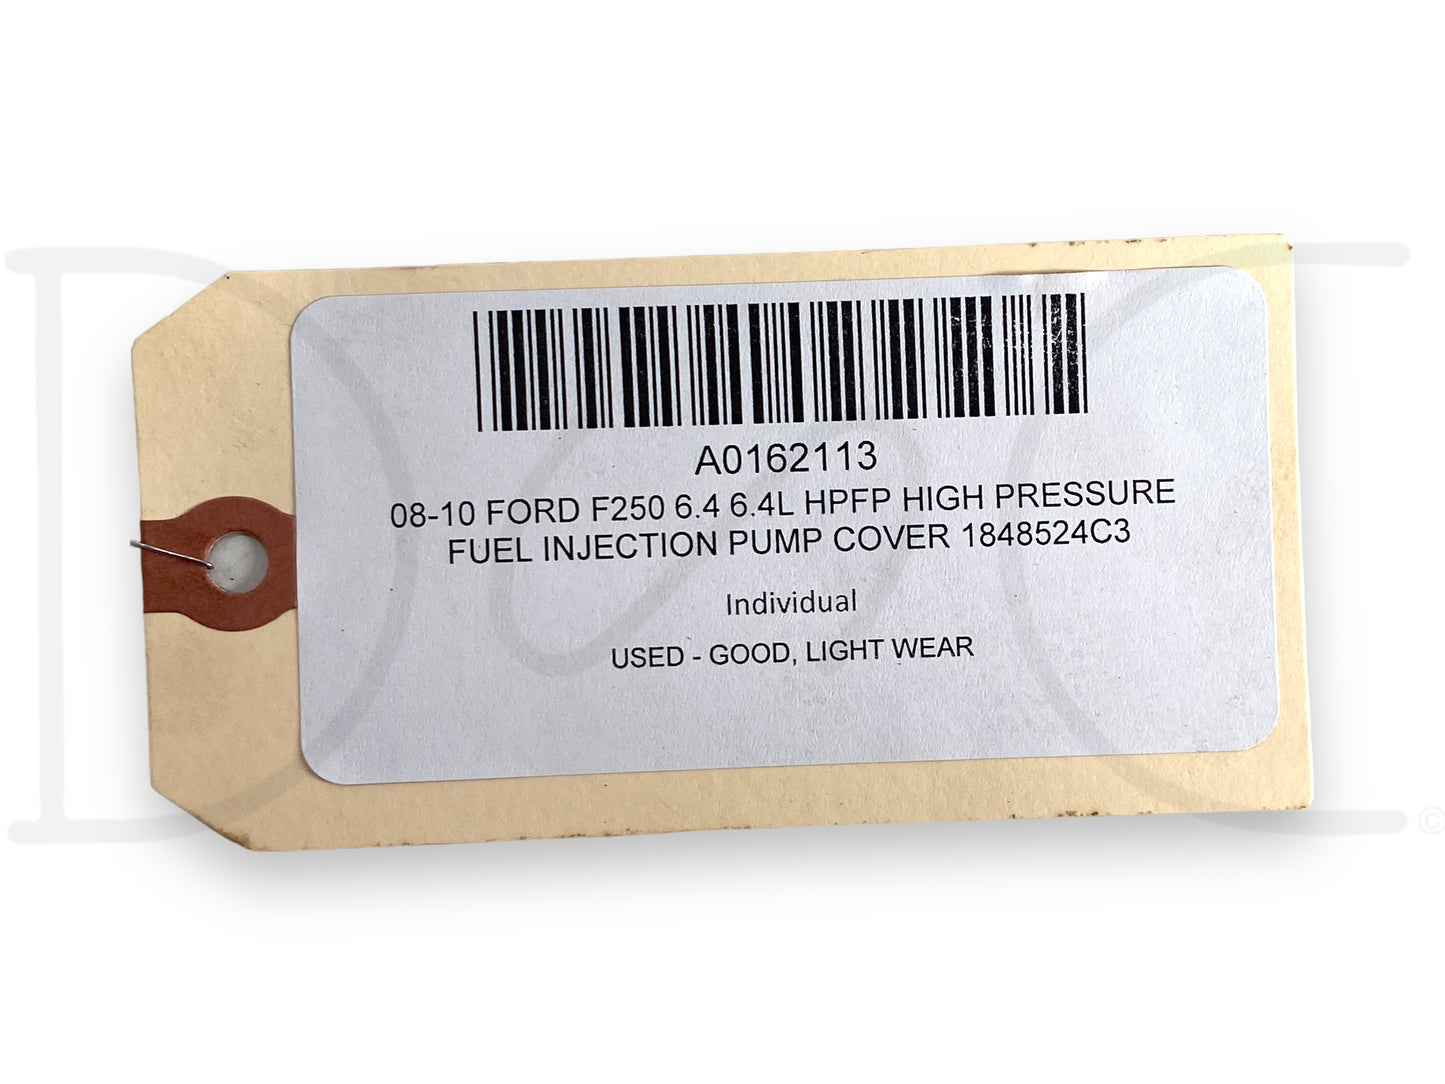 A0162113
08-10 FORD F250 6.4 6.4L HPFP HIGH PRESSURE
FUEL INJECTION PUMP COVER 1848524C3
Individual
USED - GOOD, LIGHT WEAR
©